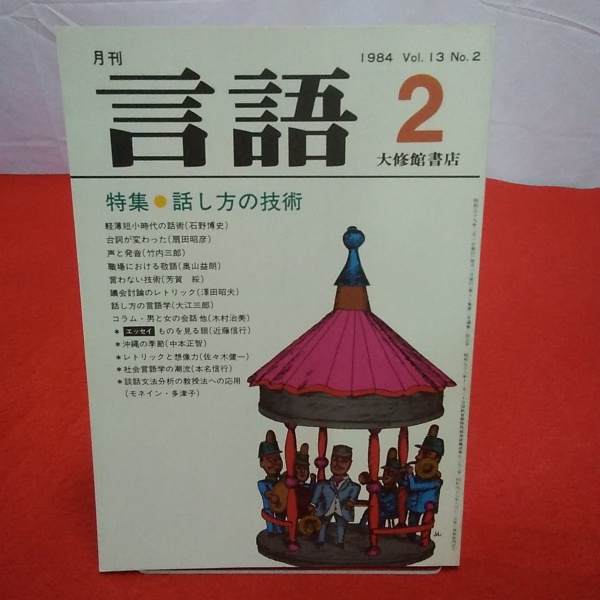 月刊
1984 Vol.13 No.2
言語
2
大修館書店
特集●話し方の技術
軽薄短小時代の話術(石野博史)
台詞が変わった(扇田昭彦)
声と発音(竹内三郎)
職場における敬語(奥山益朗)
言わない技術(芳賀 綏)
議会討論のレトリック(澤田昭夫)
話し方の言語学(大江三郎)
コラム・男と女の会話 他(木村治美)
*エッセイ ものを見る眼(近藤信行)
*沖縄の季節(中本正智)
*レトリックと想像力(佐々木健一)
*社会言語学の潮流(本名信行)
*談話文法分析の教授法への応用
(モネイン・多津子)